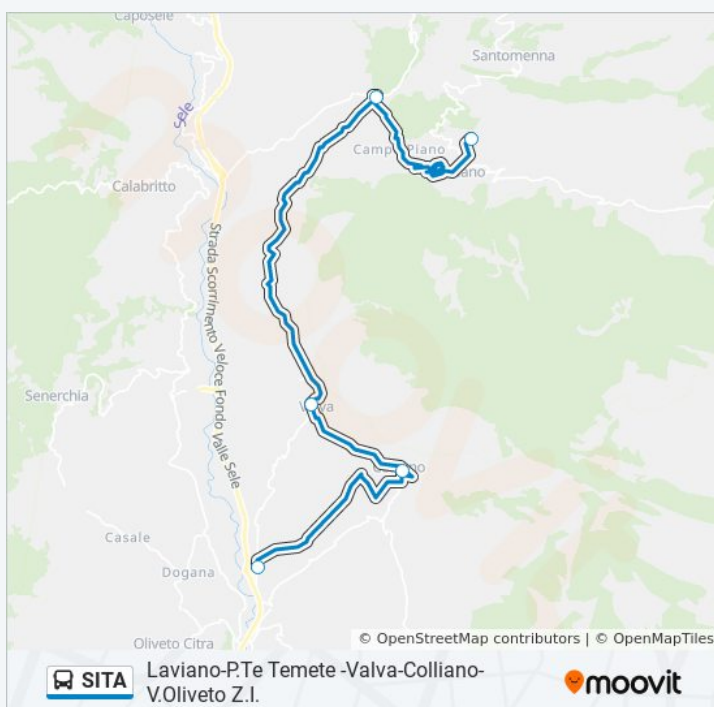 Caposele
Santomenna
Sele
Campo Piano
Calabritto
Strada Scorrimento Veloce Fondo Valle Sele
Senerchia
Casale
Dogana
Oliveto Citra
© OpenStreetMap contributors | © OpenMapTiles
SITA
Laviano-P.Te Temete -Valva-Colliano-
V.Oliveto Z.I.
moovit